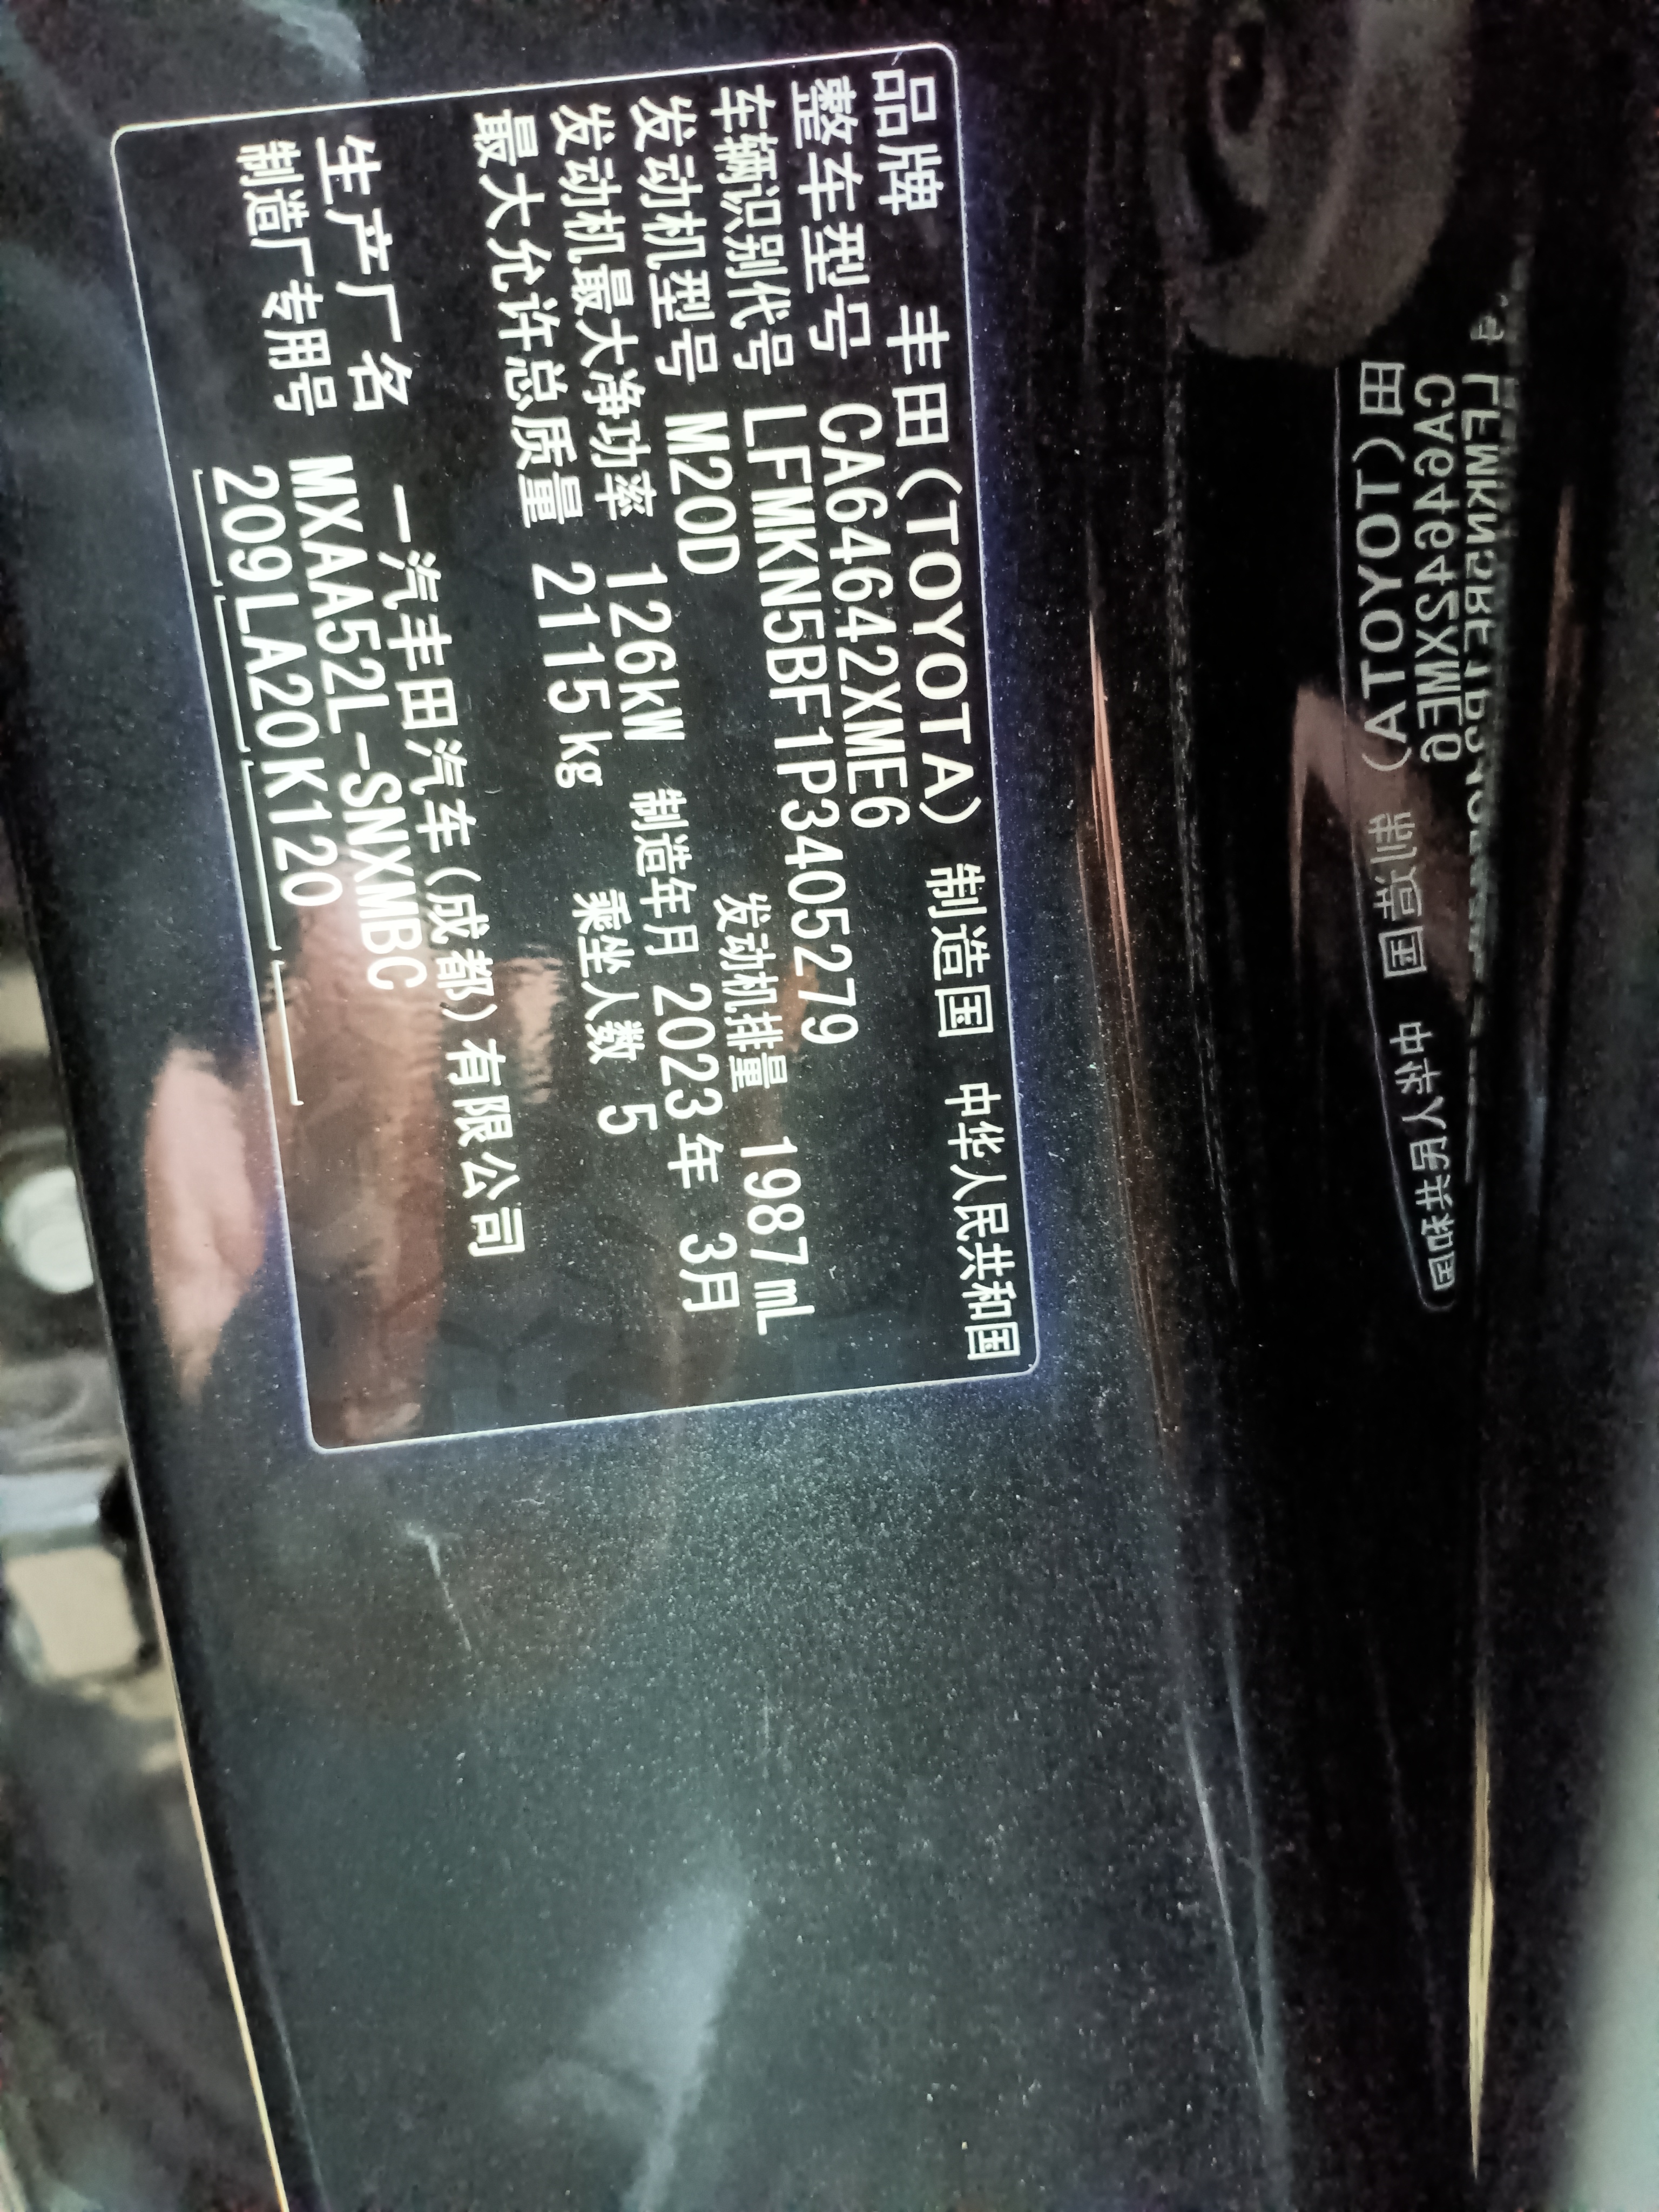 品牌 丰田(TOYOTA) 制造国 中华人民共和国
整车型号 CA64642XME6
车辆识别代号 LFMKN5BF1P3405279
发动机型号 M20D 发动机排量 1987 mL
发动机最大净功率 126kW 制造年月 2023年 3月
最大允许总质量 2115kg 乘坐人数 5
生产厂名 一汽丰田汽车(成都)有限公司
制造厂专用号 MXAA52L-SNXMBC
209LA20K120